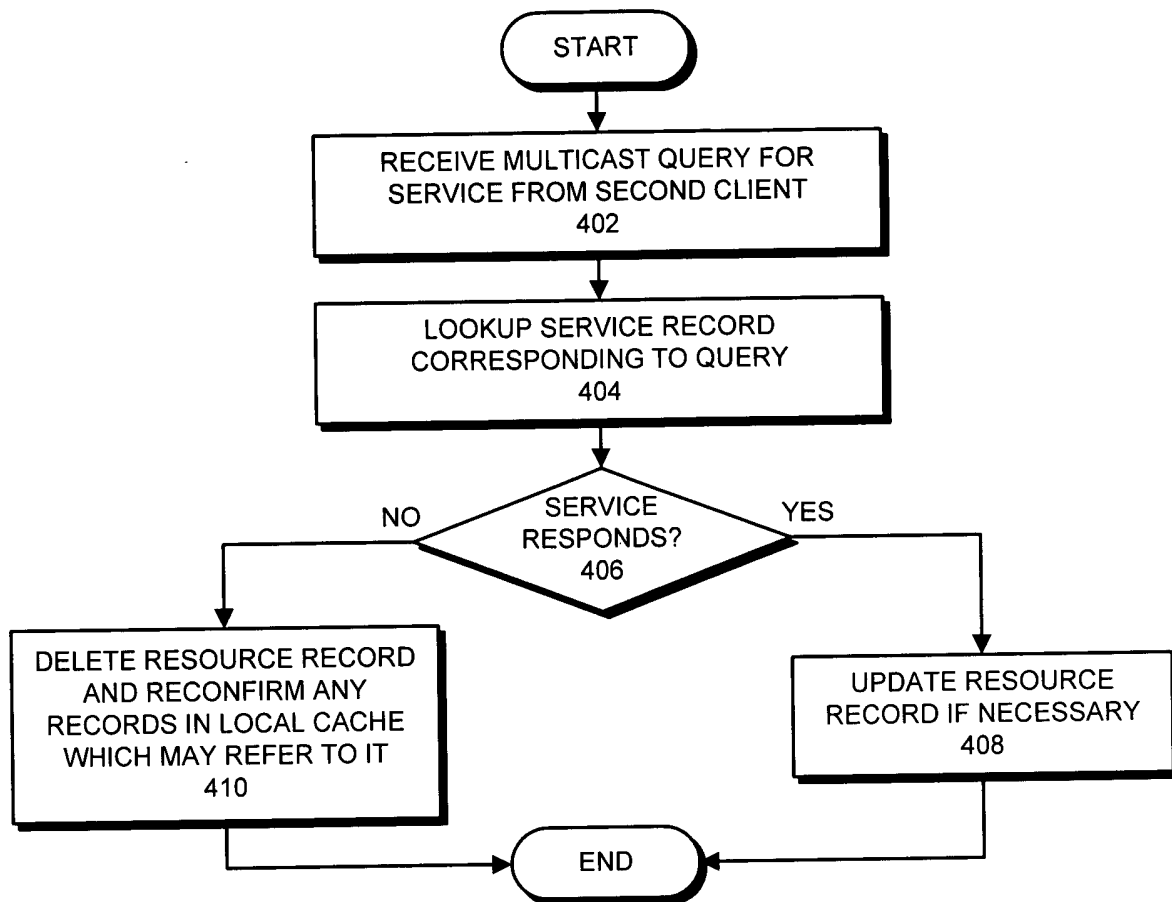 START
RECEIVE MULTICAST QUERY FOR
SERVICE FROM SECOND CLIENT
402
LOOKUP SERVICE RECORD
CORRESPONDING TO QUERY
404
NO
SERVICE
RESPONDS?
406
YES
DELETE RESOURCE RECORD
AND RECONFIRM ANY
RECORDS IN LOCAL CACHE
WHICH MAY REFER TO IT
410
UPDATE RESOURCE
RECORD IF NECESSARY
408
END